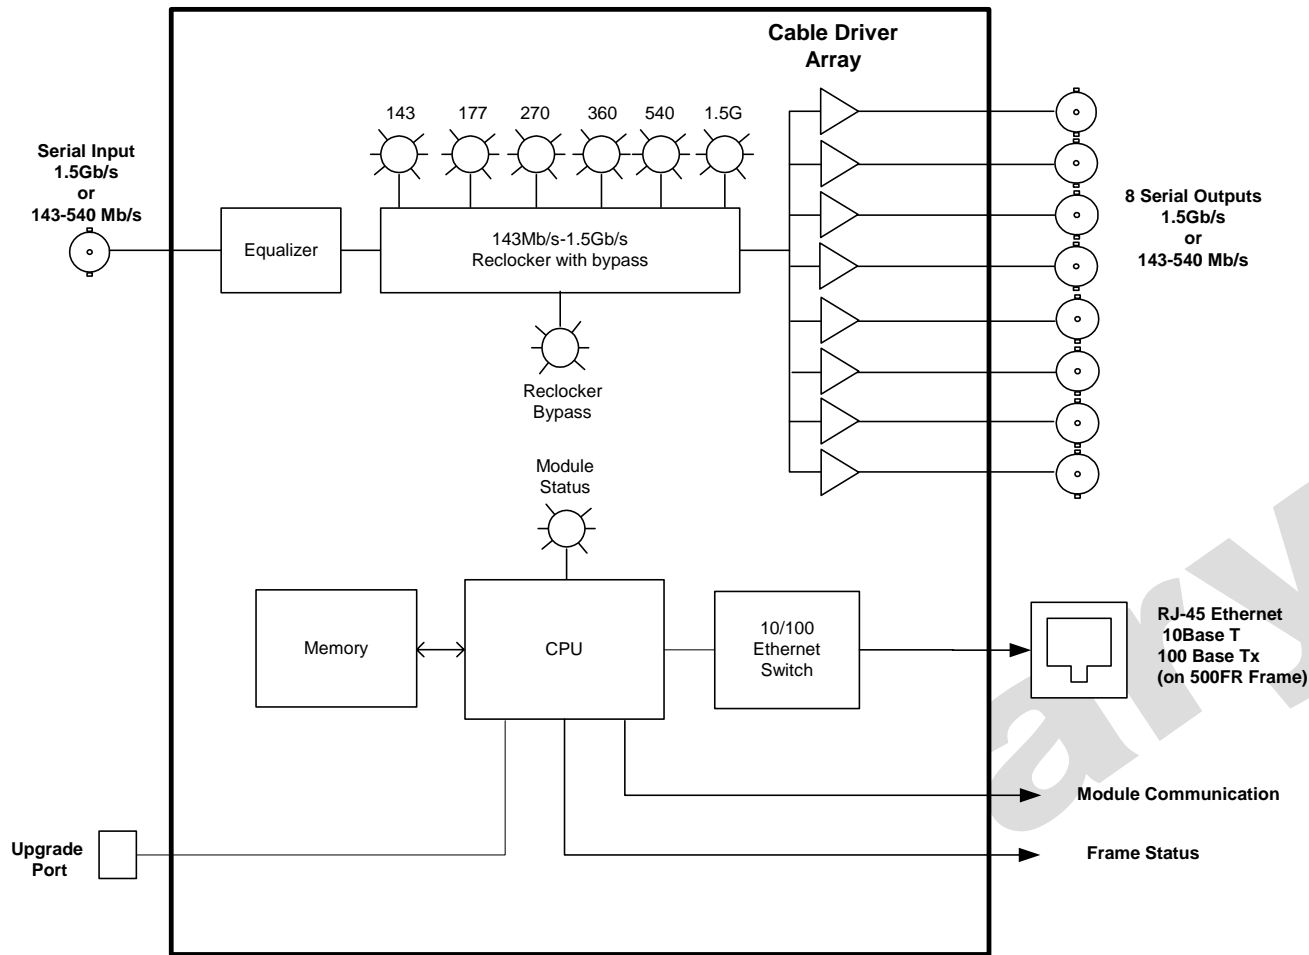 Cable Driver
Array
143
177
270
360
540
1.5G
Serial Input
1.5Gb/s
or
143-540 Mb/s
Equalizer
143Mb/s-1.5Gb/s
Reclocker with bypass
8 Serial Outputs
1.5Gb/s
or
143-540 Mb/s
Reclocker
Bypass
Module
Status
Memory
CPU
10/100
Ethernet
Switch
RJ-45 Ethernet
10Base T
100 Base Tx
(on 500FR Frame)
Module Communication
Upgrade
Port
Frame Status
ary